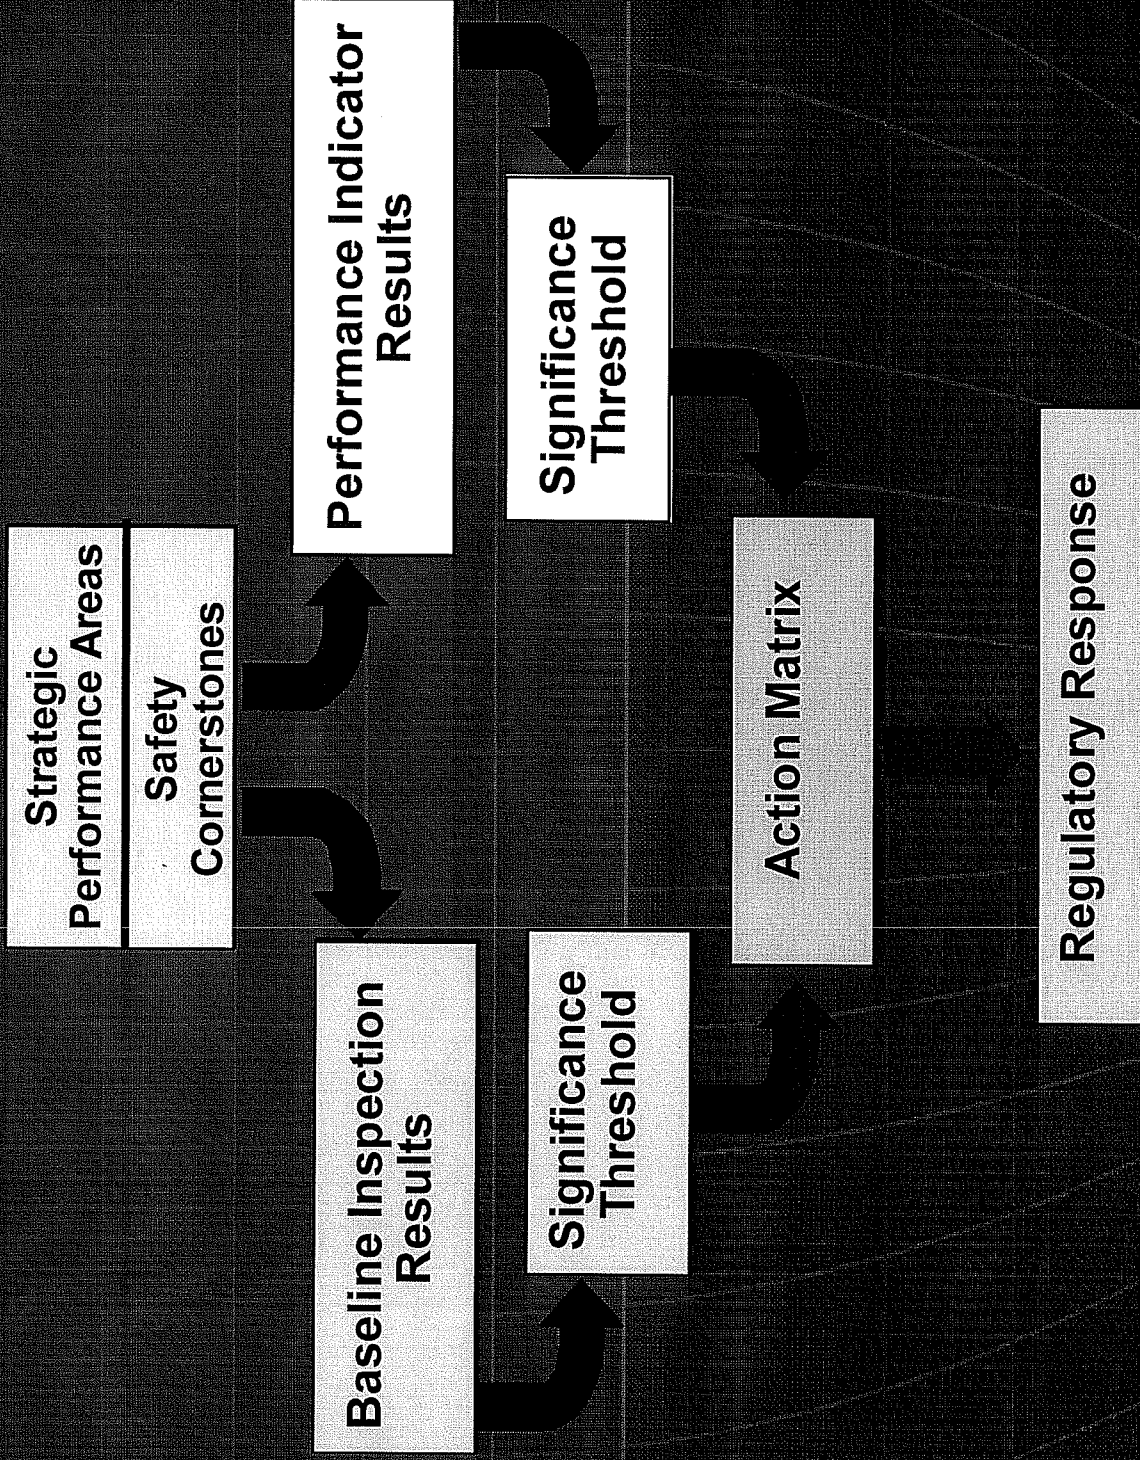 Strategic
Performance Areas
Safety
Cornerstones
Baseline Inspection
Results
Performance Indicator
Results
Significance
Threshold
Significance
Threshold
Action Matrix
Regulatory Response